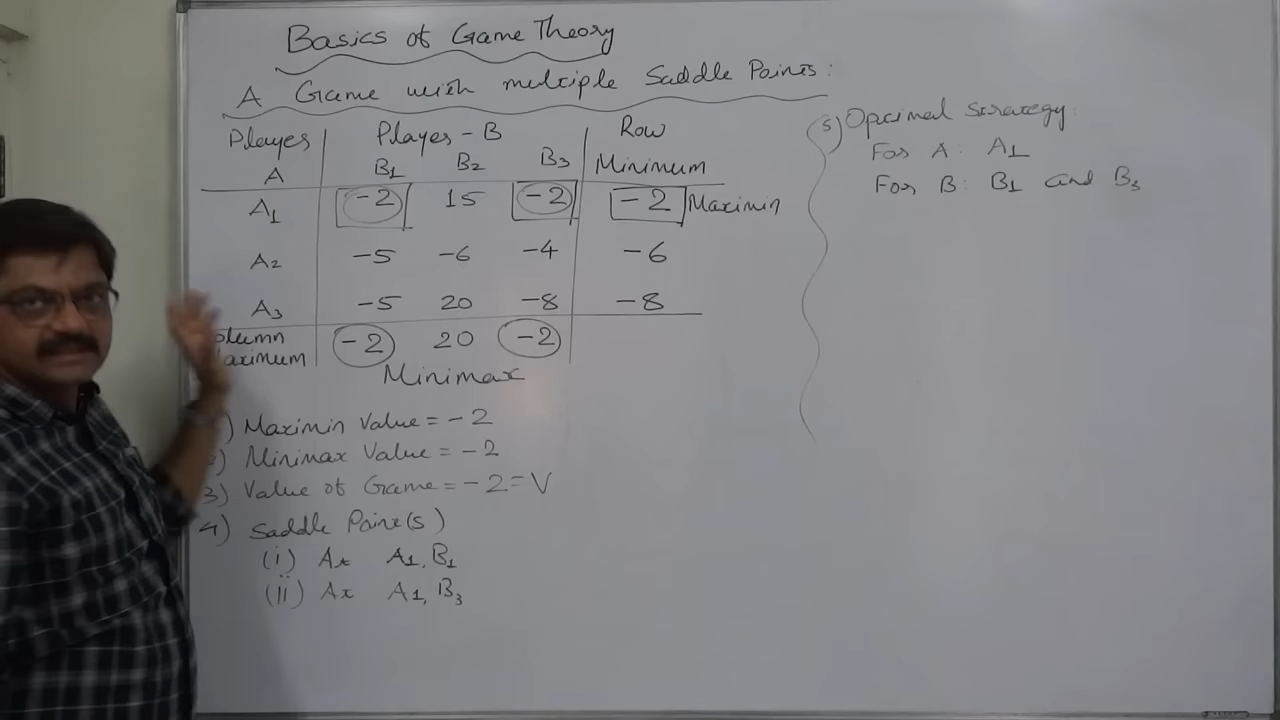 Basics of Game Theory
A Game with multiple Saddle Points:
Player Player - B Row
A B1 B2 B3 Minimum
A1 -2 15 -2 -2 Maximin
A2 -5 -6 -4 -6
A3 -5 20 -8 -8
Column
Maximum -2 20 -2
Minimax
1) Maximin Value = -2
2) Minimax Value = -2
3) Value of Game = -2 = V
4) Saddle Point(s)
(i) At A1, B1
(ii) At A1, B3
5) Optimal Strategy:
For A: A1
For B: B1 and B3